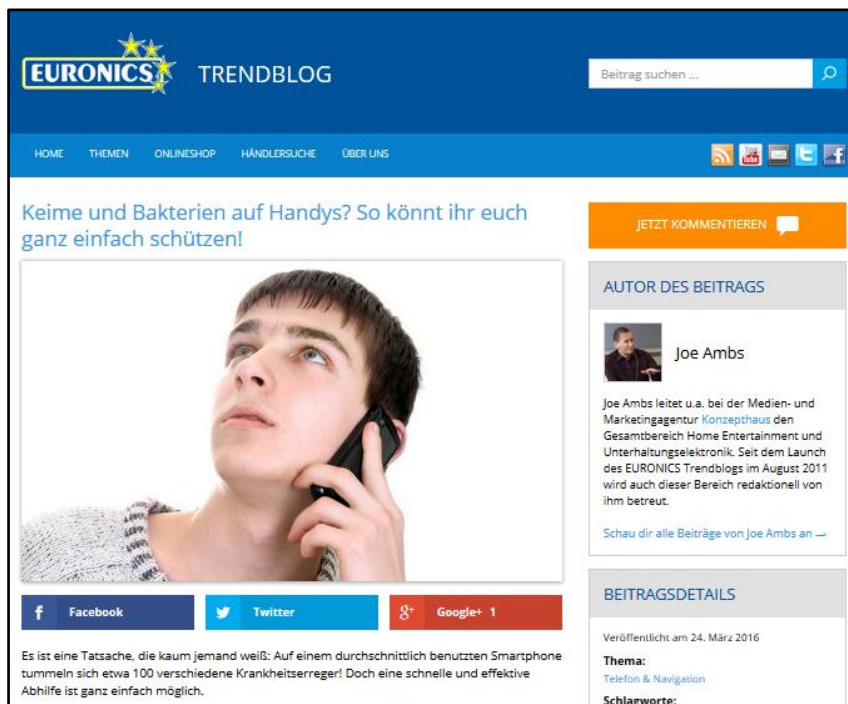 EURONICS
TRENDBLOG
Beitrag suchen ...
HOME THEMEN ONLINESHOP HÄNDLERSUCHE ÜBER UNS
Keime und Bakterien auf Handys? So könnt ihr euch
ganz einfach schützen!
Facebook
Twitter
Google+ 1
Es ist eine Tatsache, die kaum jemand weiß: Auf einem durchschnittlich benutzten Smartphone
tummeln sich etwa 100 verschiedene Krankheitserreger! Doch eine schnelle und effektive
Abhilfe ist ganz einfach möglich.
JETZT KOMMENTIEREN
AUTOR DES BEITRAGS
Joe Ambs
Joe Ambs leitet u.a. bei der Medien- und
Marketingagentur Konzepthaus den
Gesamtbereich Home Entertainment und
Unterhaltungselektronik. Seit dem Launch
des EURONICS Trendblogs im August 2011
wird auch dieser Bereich redaktionell von
ihm betreut.
Schau dir alle Beiträge von Joe Ambs an
BEITRAGSDETAILS
Veröffentlicht am 24. März 2016
Thema:
Telefon & Navigation
Schlagworte: